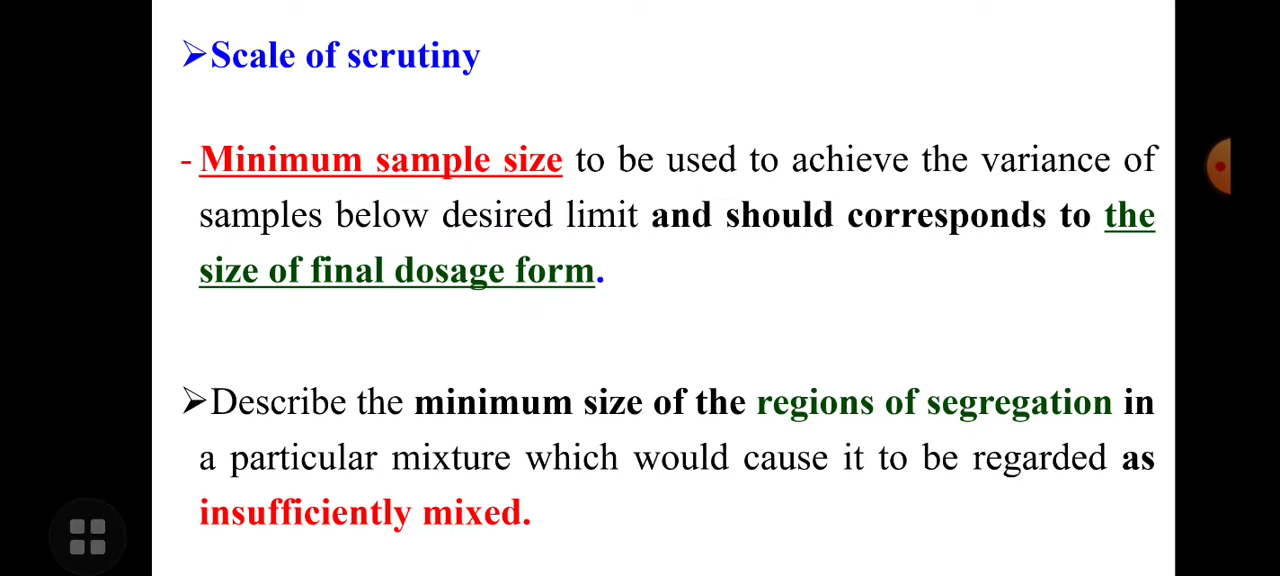 ➢Scale of scrutiny
- Minimum sample size to be used to achieve the variance of
samples below desired limit and should corresponds to the
size of final dosage form.
➢Describe the minimum size of the regions of segregation in
a particular mixture which would cause it to be regarded as
insufficiently mixed.